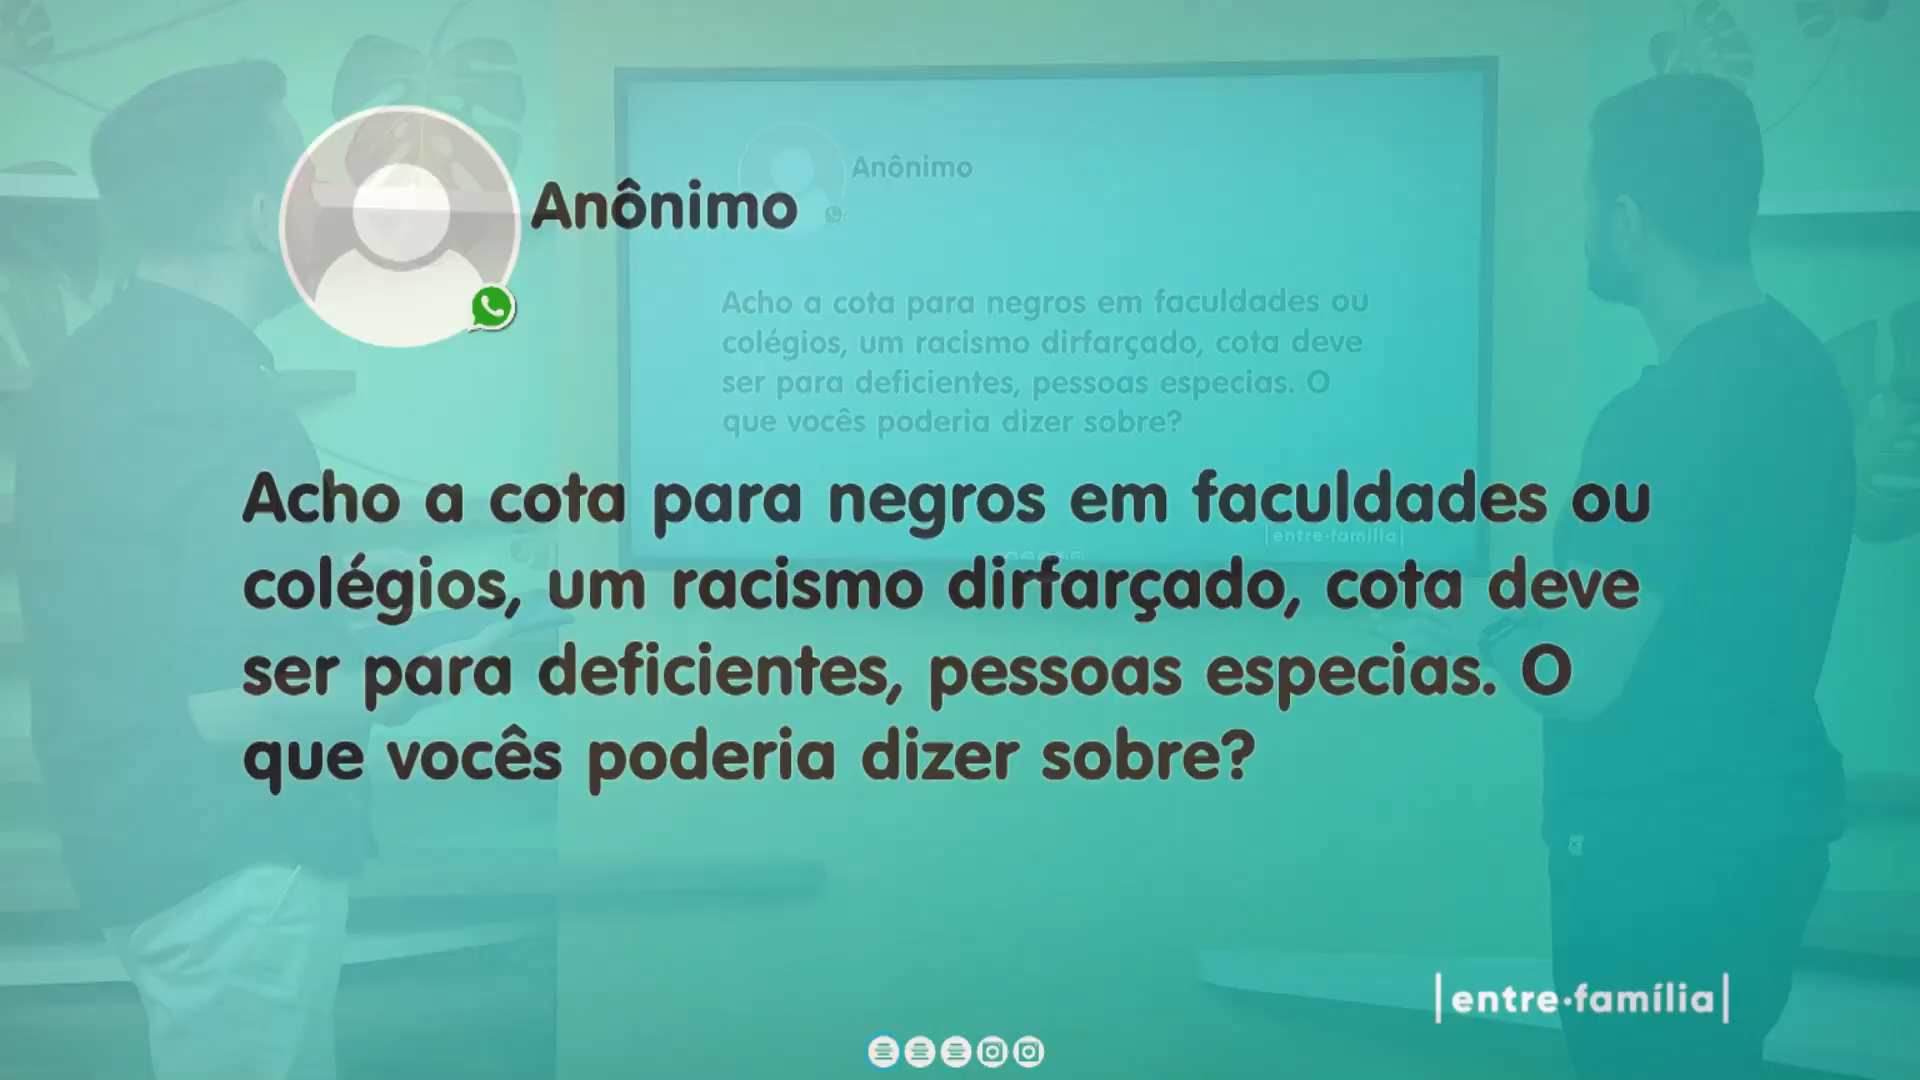 Anônimo
Acho a cota para negros em faculdades ou
colégios, um racismo dirfarçado, cota deve
ser para deficientes, pessoas especias. O
que vocês poderia dizer sobre?
Anônimo
Acho a cota para negros em faculdades ou
colégios, um racismo dirfarçado, cota deve
ser para deficientes, pessoas especias. O
que vocês poderia dizer sobre?
|entre·família|
|entre·família|